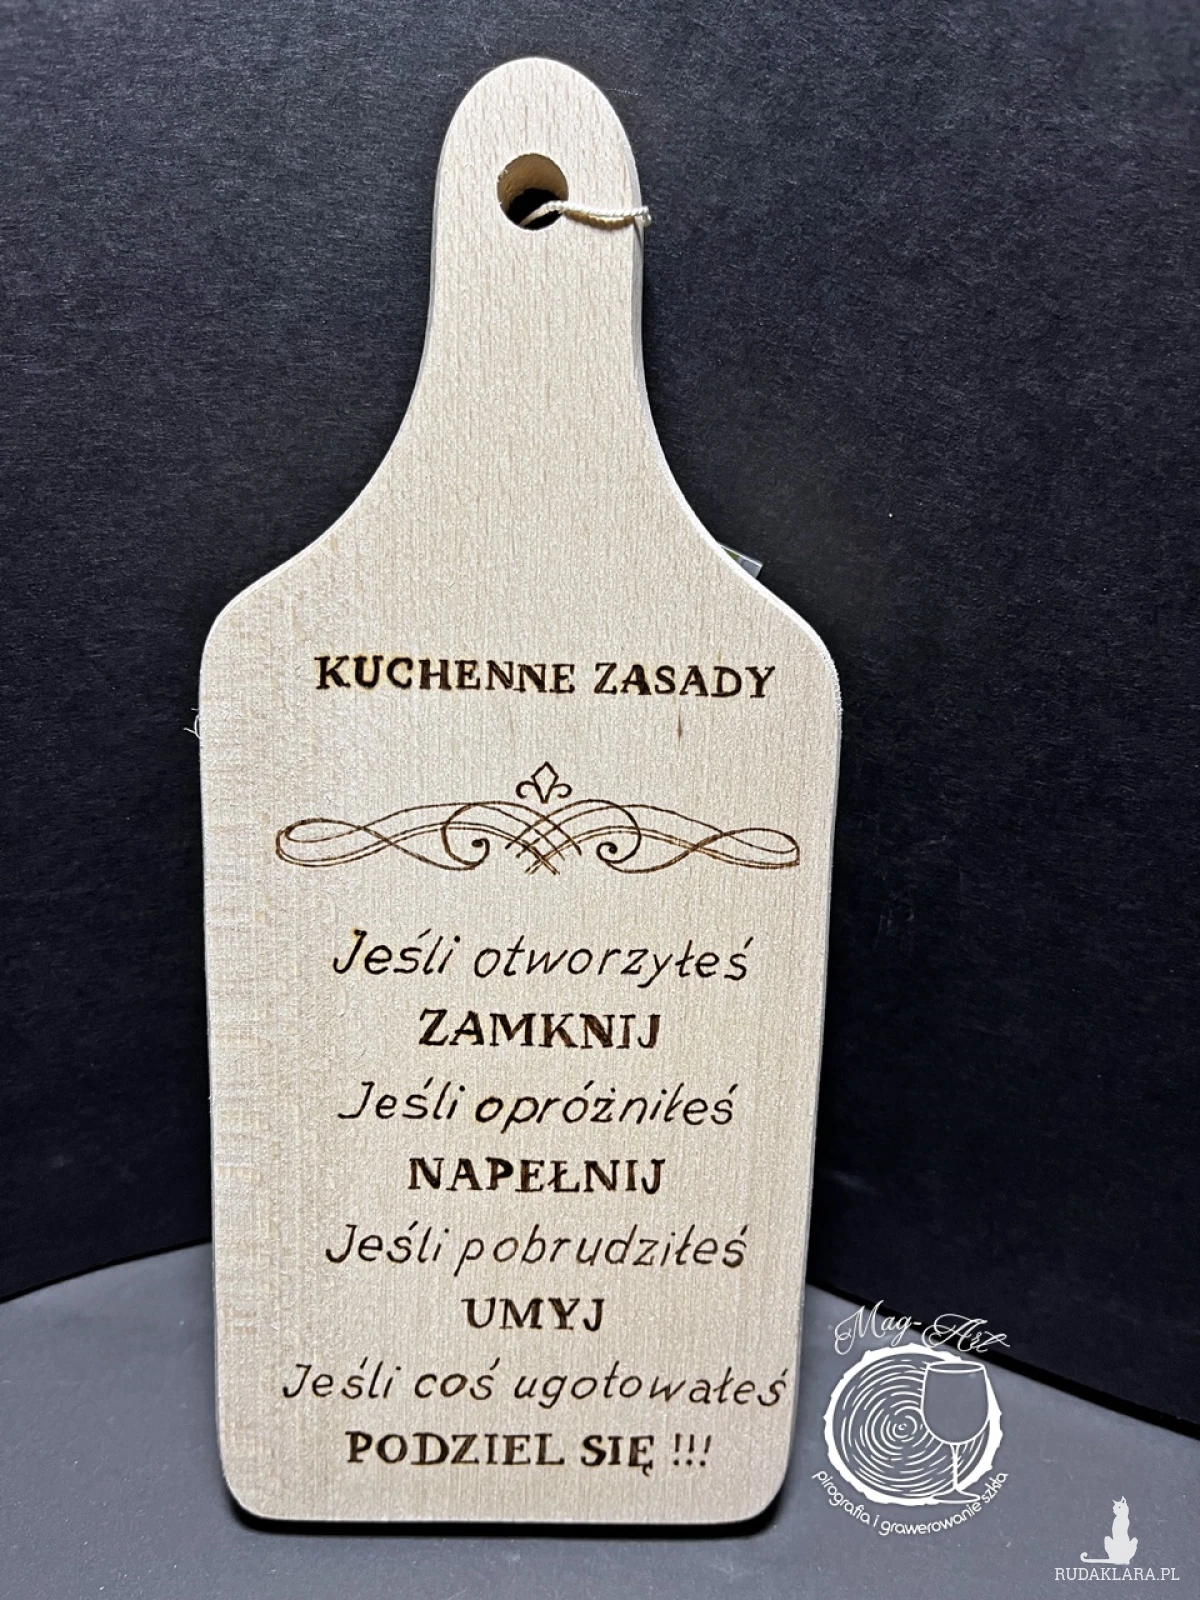 KUCHENNE ZASADY
Jeśli otworzyłeś
ZAMKNIJ
Jeśli opróżniłeś
NAPEŁNIJ
Jeśli pobrudziłeś
UMYJ
Jeśli coś ugotowałeś
PODZIEL SIĘ !!!
Mag-Art
pirografia i grawerowanie szkła
RUDAKLARA.PL